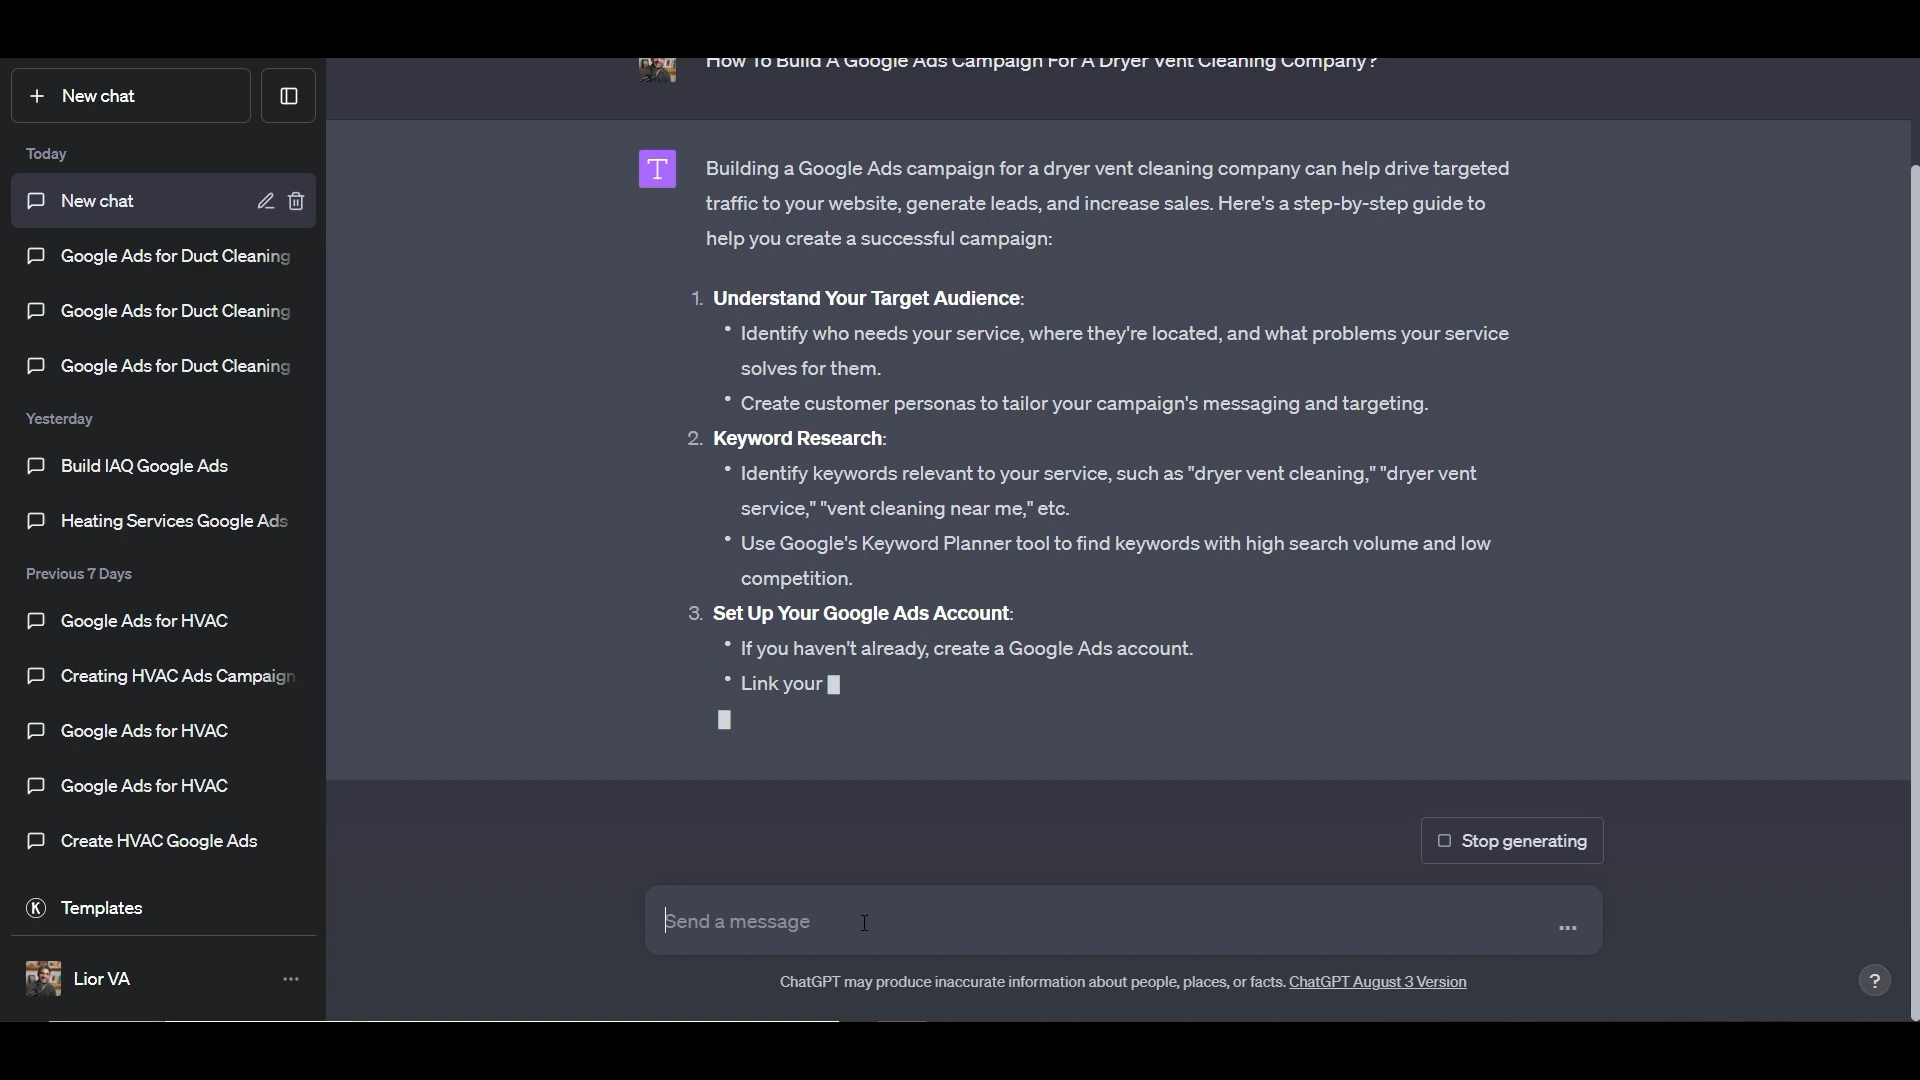 New chat
Today
New chat
Google Ads for Duct Cleaning
Google Ads for Duct Cleaning
Google Ads for Duct Cleaning
Yesterday
Build IAQ Google Ads
Heating Services Google Ads
Previous 7 Days
Google Ads for HVAC
Creating HVAC Ads Campaign
Google Ads for HVAC
Google Ads for HVAC
Create HVAC Google Ads
K Templates
Lior VA
How To Build A Google Ads Campaign For A Dryer Vent Cleaning Company?
T
Building a Google Ads campaign for a dryer vent cleaning company can help drive targeted
traffic to your website, generate leads, and increase sales. Here's a step-by-step guide to
help you create a successful campaign:
1. Understand Your Target Audience:
• Identify who needs your service, where they're located, and what problems your service
solves for them.
• Create customer personas to tailor your campaign's messaging and targeting.
2. Keyword Research:
• Identify keywords relevant to your service, such as "dryer vent cleaning," "dryer vent
service," "vent cleaning near me," etc.
• Use Google's Keyword Planner tool to find keywords with high search volume and low
competition.
3. Set Up Your Google Ads Account:
• If you haven't already, create a Google Ads account.
• Link your
Stop generating
Send a message
ChatGPT may produce inaccurate information about people, places, or facts. ChatGPT August 3 Version
?